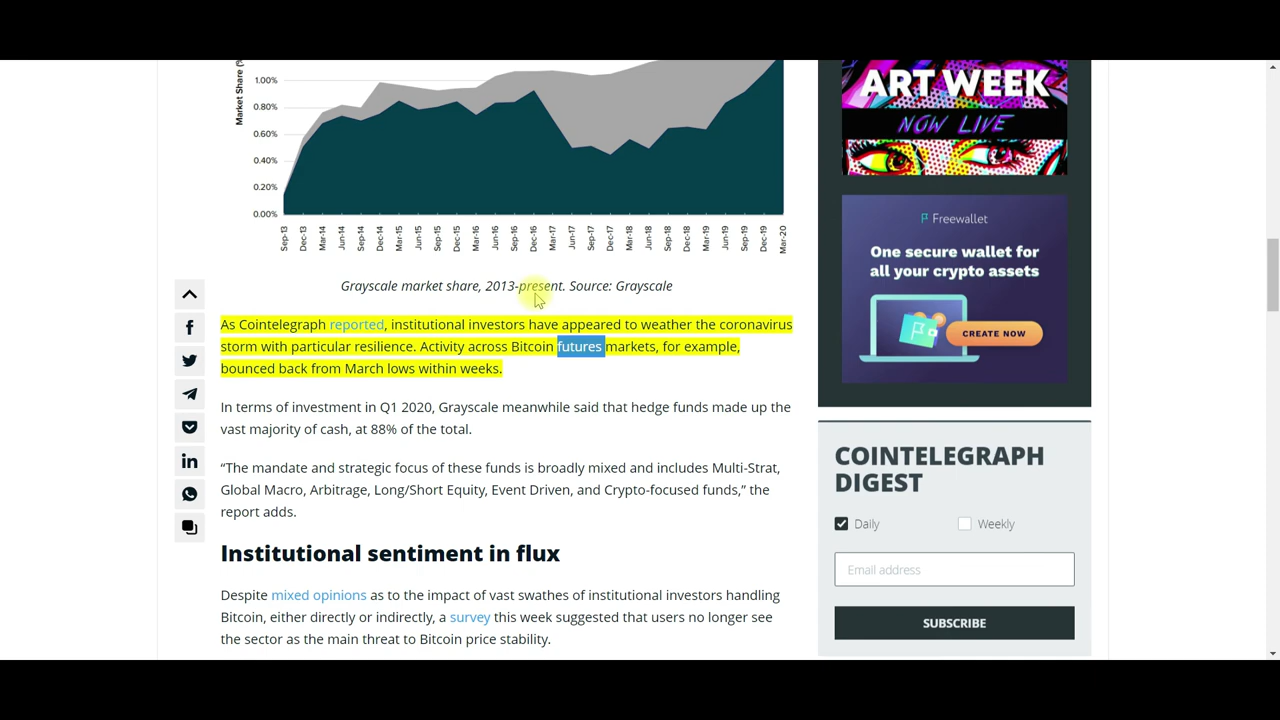 Market Share (%
1.00%
0.80%
0.60%
0.40%
0.20%
0.00%
Sep-13
Dec-13
Mar-14
Jun-14
Sep-14
Dec-14
Mar-15
Jun-15
Sep-15
Dec-15
Mar-16
Jun-16
Sep-16
Dec-16
Mar-17
Jun-17
Sep-17
Dec-17
Mar-18
Jun-18
Sep-18
Dec-18
Mar-19
Jun-19
Sep-19
Dec-19
Mar-20
Grayscale market share, 2013-present. Source: Grayscale
As Cointelegraph reported, institutional investors have appeared to weather the coronavirus
storm with particular resilience. Activity across Bitcoin futures markets, for example,
bounced back from March lows within weeks.
In terms of investment in Q1 2020, Grayscale meanwhile said that hedge funds made up the
vast majority of cash, at 88% of the total.
“The mandate and strategic focus of these funds is broadly mixed and includes Multi-Strat,
Global Macro, Arbitrage, Long/Short Equity, Event Driven, and Crypto-focused funds,” the
report adds.
Institutional sentiment in flux
Despite mixed opinions as to the impact of vast swathes of institutional investors handling
Bitcoin, either directly or indirectly, a survey this week suggested that users no longer see
the sector as the main threat to Bitcoin price stability.
ART WEEK
NOW LIVE
Freewallet
One secure wallet for
all your crypto assets
CREATE NOW
COINTELEGRAPH
DIGEST
Daily
Weekly
Email address
SUBSCRIBE